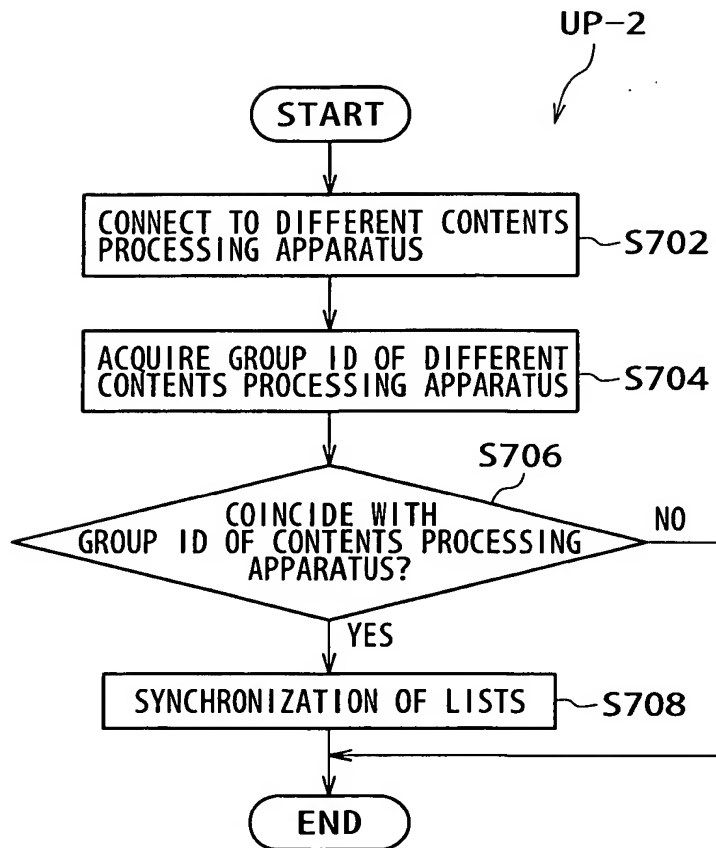 UP-2
START
CONNECT TO DIFFERENT CONTENTS
PROCESSING APPARATUS
S702
ACQUIRE GROUP ID OF DIFFERENT
CONTENTS PROCESSING APPARATUS
S704
S706
COINCIDE WITH
GROUP ID OF CONTENTS PROCESSING
APPARATUS?
NO
YES
SYNCHRONIZATION OF LISTS
S708
END